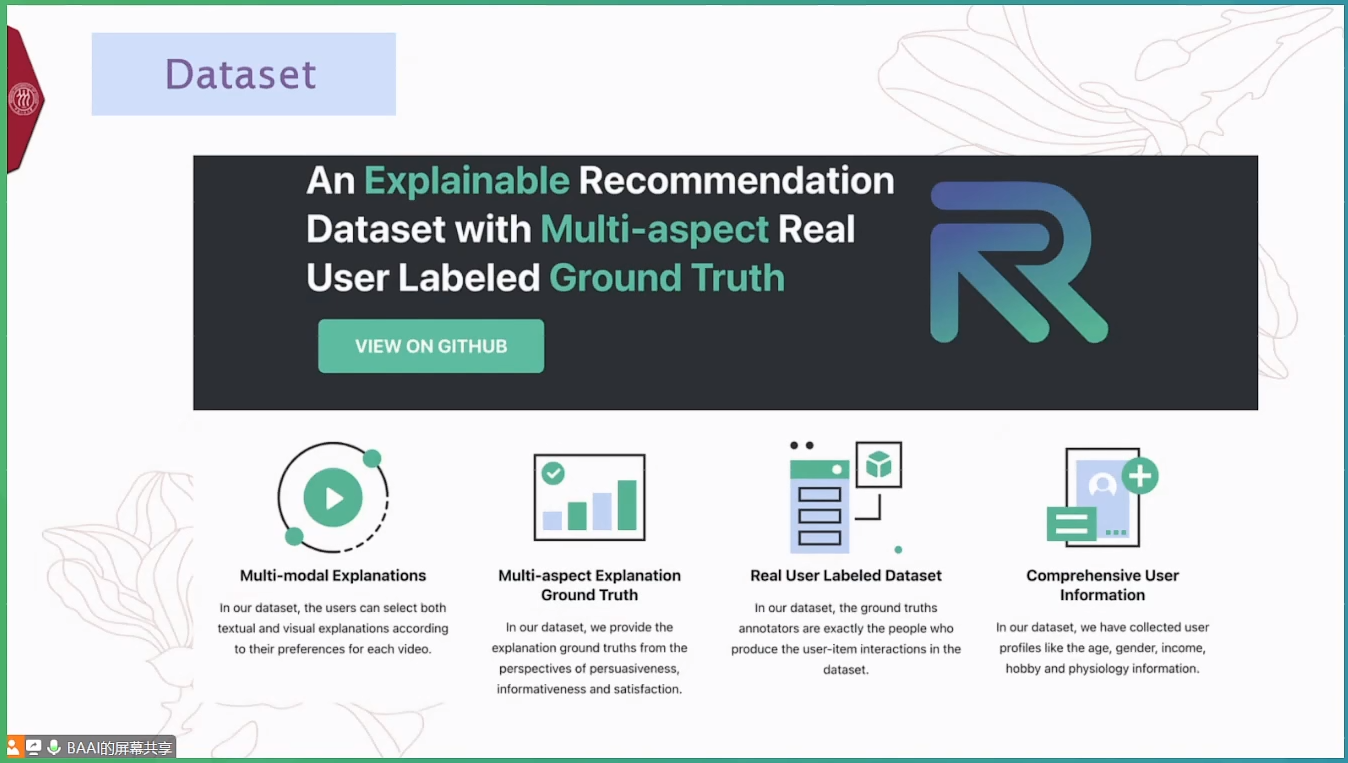 Dataset
An Explainable Recommendation
Dataset with Multi-aspect Real
User Labeled Ground Truth
VIEW ON GITHUB
Multi-modal Explanations
In our dataset, the users can select both
textual and visual explanations according
to their preferences for each video.
Multi-aspect Explanation
Ground Truth
In our dataset, we provide the
explanation ground truths from the
perspectives of persuasiveness,
informativeness and satisfaction.
Real User Labeled Dataset
In our dataset, the ground truths
annotators are exactly the people who
produce the user-item interactions in the
dataset.
Comprehensive User
Information
In our dataset, we have collected user
profiles like the age, gender, income,
hobby and physiology information.
BAAI的屏幕共享